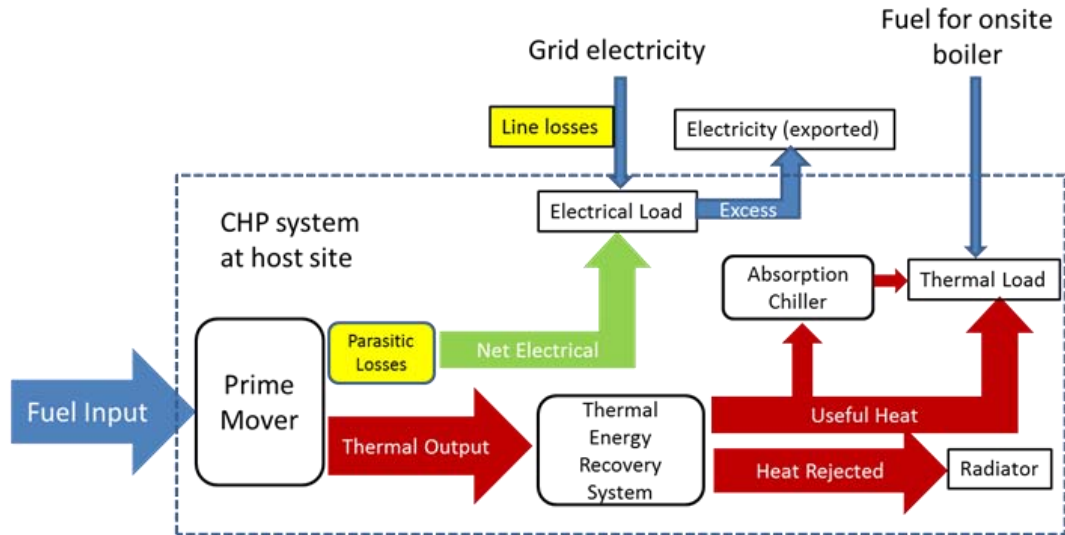 Grid electricity
Fuel for onsite
boiler
Line losses
Electricity (exported)
CHP system
at host site
Electrical Load
Excess
Absorption
Chiller
Thermal Load
Parasitic
Losses
Net Electrical
Fuel Input
Prime
Mover
Thermal Output
Thermal
Energy
Recovery
System
Useful Heat
Heat Rejected
Radiator